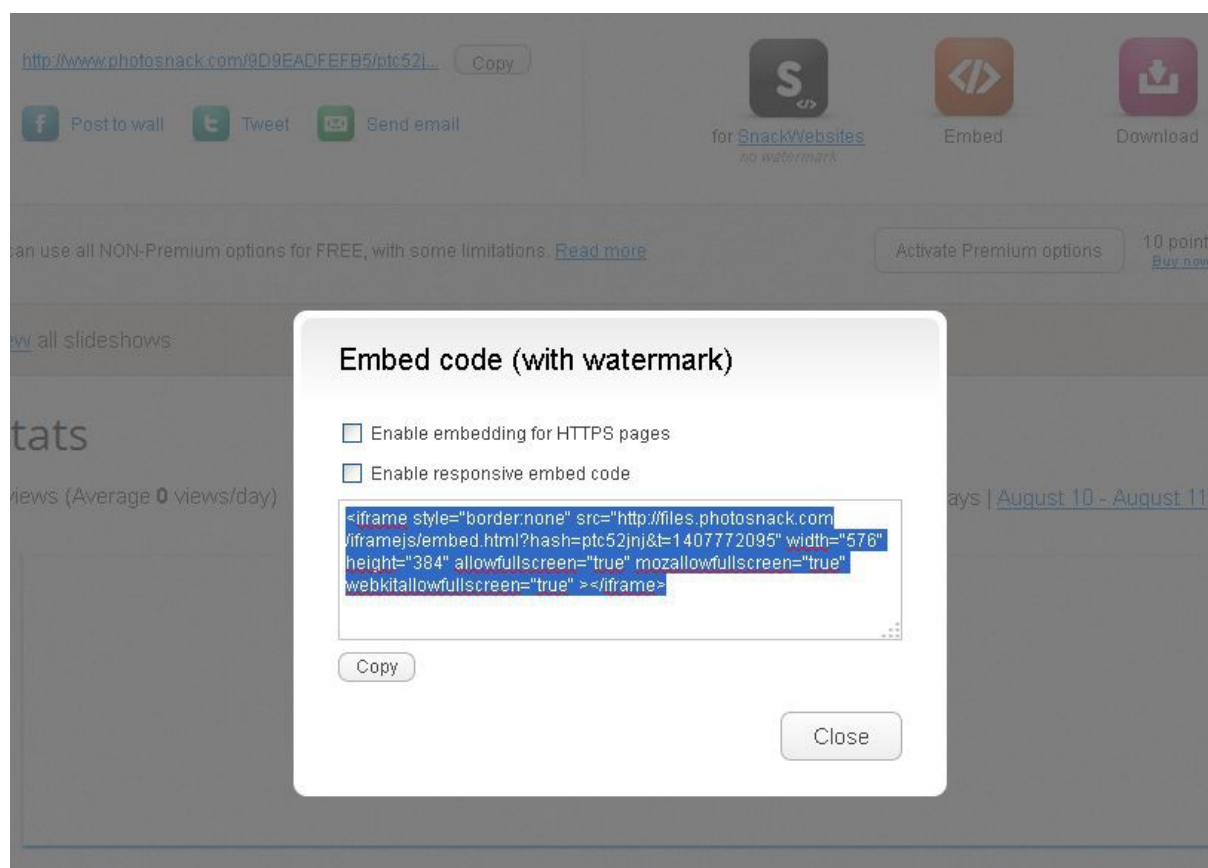 http://www.photosnack.com/9D9EADFEFB5/ptc52j... Copy
Post to wall Tweet Send email
S </>
for SnackWebsites
no watermark
</>
Embed
Download
can use all NON-Premium options for FREE, with some limitations. Read more
Activate Premium options
10 point
Buy now
ew all slideshows
tats
views (Average 0 views/day)
ays | August 10 - August 11
Embed code (with watermark)
Enable embedding for HTTPS pages
Enable responsive embed code
<iframe style="border:none" src="http://files.photosnack.com
/iframejs/embed.html?hash=ptc52jnj&t=1407772095" width="576"
height="384" allowfullscreen="true" mozallowfullscreen="true"
webkitallowfullscreen="true" ></iframe>
Copy
Close